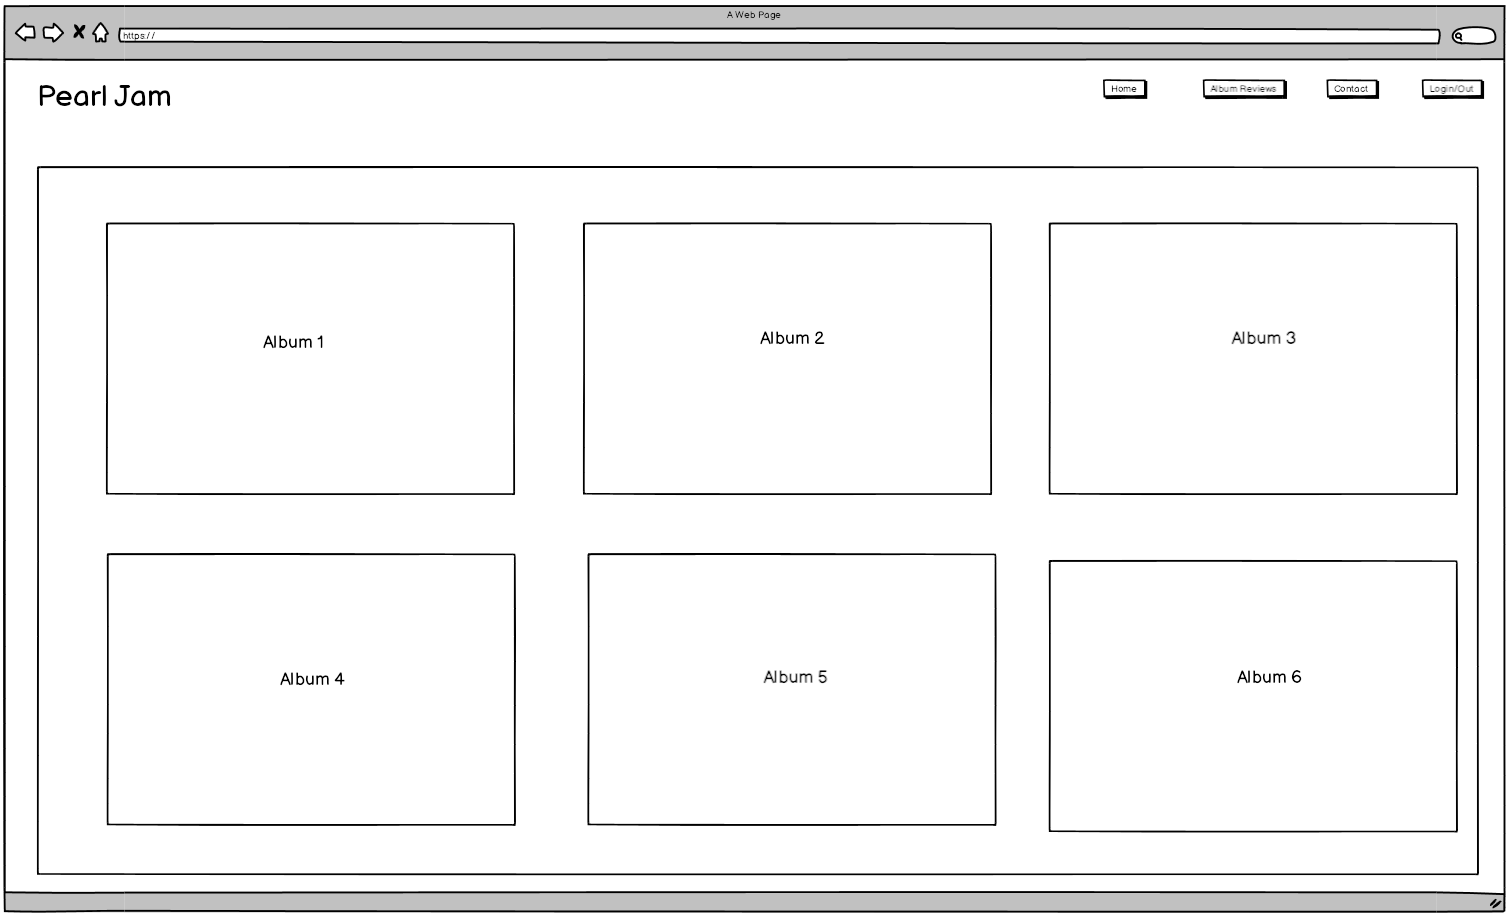 A Web Page
https://
Pearl Jam
Home
Album Reviews
Contact
Login/Out
Album 1
Album 2
Album 3
Album 4
Album 5
Album 6